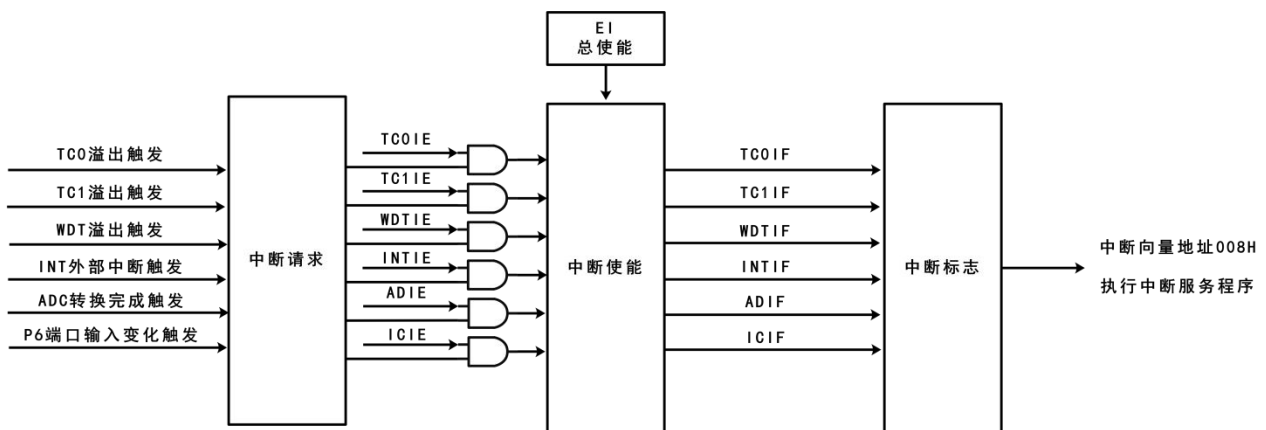 EI
总使能
TC0溢出触发
TC1溢出触发
WDT溢出触发
INT外部中断触发
ADC转换完成触发
P6端口输入变化触发
中断请求
TC0IE
TC1IE
WDTIE
INTIE
ADIE
ICIE
中断使能
TC0IF
TC1IF
WDTIF
INTIF
ADIF
ICIF
中断标志
中断向量地址008H
执行中断服务程序